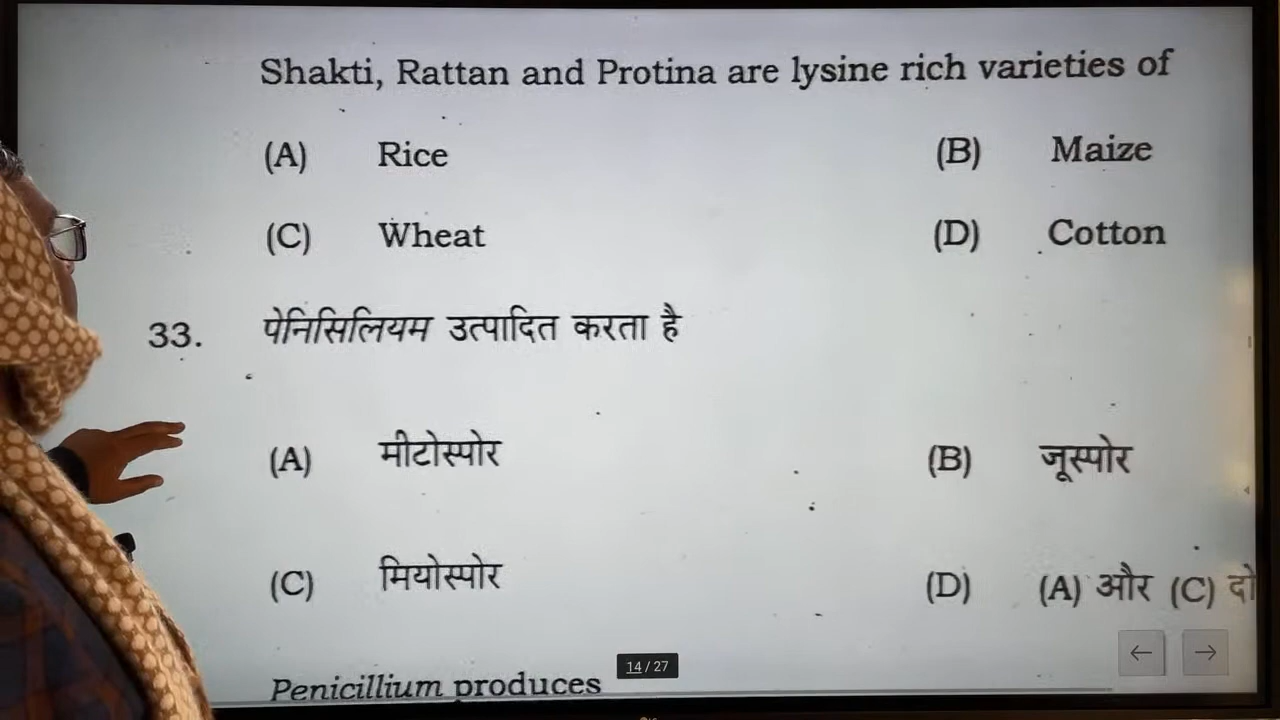 Shakti, Rattan and Protina are lysine rich varieties of
(A) Rice (B) Maize
(C) Wheat (D) Cotton
33. पेनिसिलियम उत्पादित करता है
(A) मीटोस्पोर (B) जूस्पोर
(C) मियोस्पोर (D) (A) और (C) दो
Penicillium produces
14 / 27